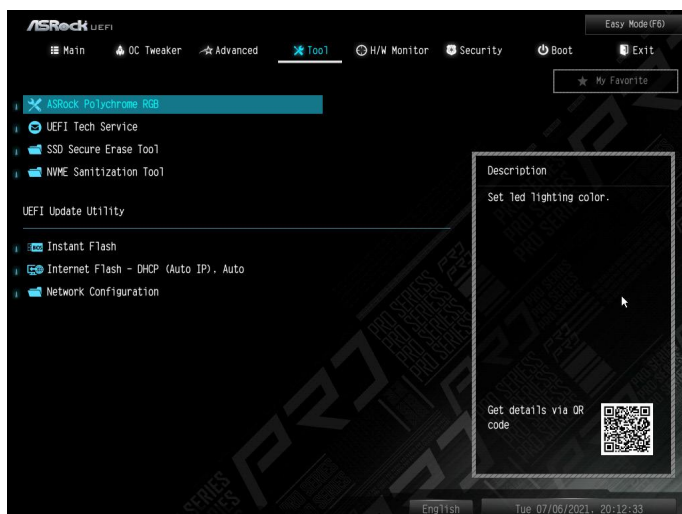 ASRock UEFI
Easy Mode(F6)
Main OC Tweaker Advanced Tool H/W Monitor Security Boot Exit
My Favorite
ASRock Polychrome RGB
UEFI Tech Service
SSD Secure Erase Tool
NVME Sanitization Tool
Description
Set led lighting color.
UEFI Update Utility
BIOS Instant Flash
Internet Flash - DHCP (Auto IP). Auto
Network Configuration
Get details via QR
code
English
Tue 07/06/2021. 20:12:33
PRO SERIES